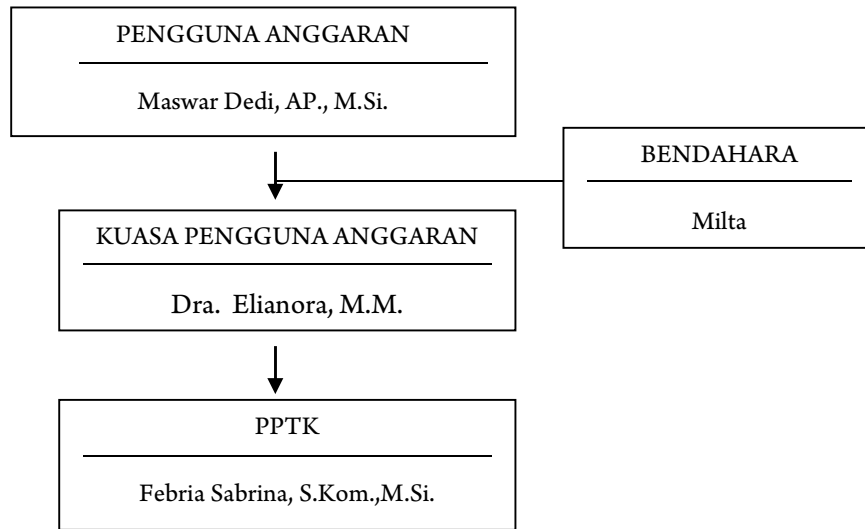 PENGGUNA ANGGARAN
Maswar Dedi, AP., M.Si.
BENDAHARA
Milta
KUASA PENGGUNA ANGGARAN
Dra. Elianora, M.M.
PPTK
Febria Sabrina, S.Kom.,M.Si.